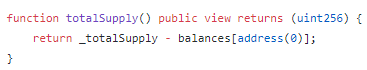 function totalSupply() public view returns (uint256) {
    return _totalSupply - balances[address(0)];
}